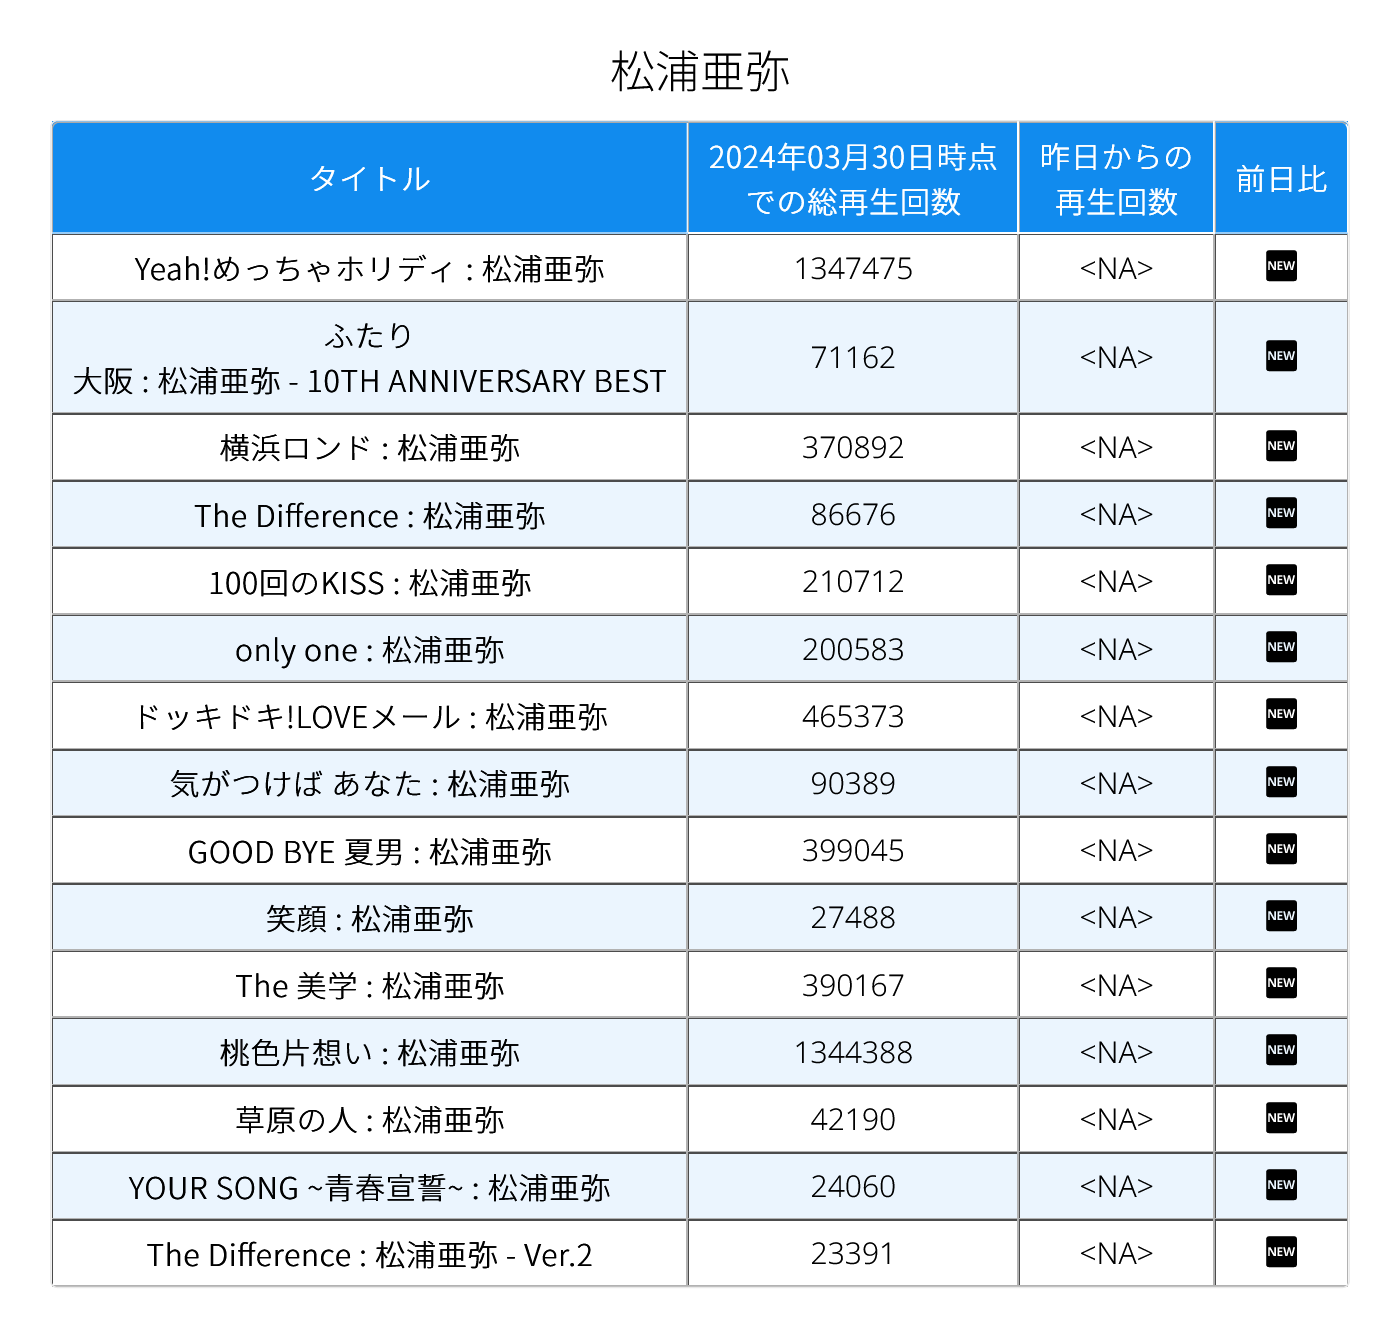 松浦亜弥
タイトル
2024年03月30日時点
での総再生回数
昨日からの
再生回数
前日比
Yeah!めっちゃホリディ : 松浦亜弥
1347475
<NA>
NEW
ふたり
大阪 : 松浦亜弥 - 10TH ANNIVERSARY BEST
71162
<NA>
NEW
横浜ロンド : 松浦亜弥
370892
<NA>
NEW
The Difference : 松浦亜弥
86676
<NA>
NEW
100回のKISS : 松浦亜弥
210712
<NA>
NEW
only one : 松浦亜弥
200583
<NA>
NEW
ドッキドキ!LOVEメール : 松浦亜弥
465373
<NA>
NEW
気がつけば あなた : 松浦亜弥
90389
<NA>
NEW
GOOD BYE 夏男 : 松浦亜弥
399045
<NA>
NEW
笑顔 : 松浦亜弥
27488
<NA>
NEW
The 美学 : 松浦亜弥
390167
<NA>
NEW
桃色片想い : 松浦亜弥
1344388
<NA>
NEW
草原の人 : 松浦亜弥
42190
<NA>
NEW
YOUR SONG ~青春宣誓~ : 松浦亜弥
24060
<NA>
NEW
The Difference : 松浦亜弥 - Ver.2
23391
<NA>
NEW